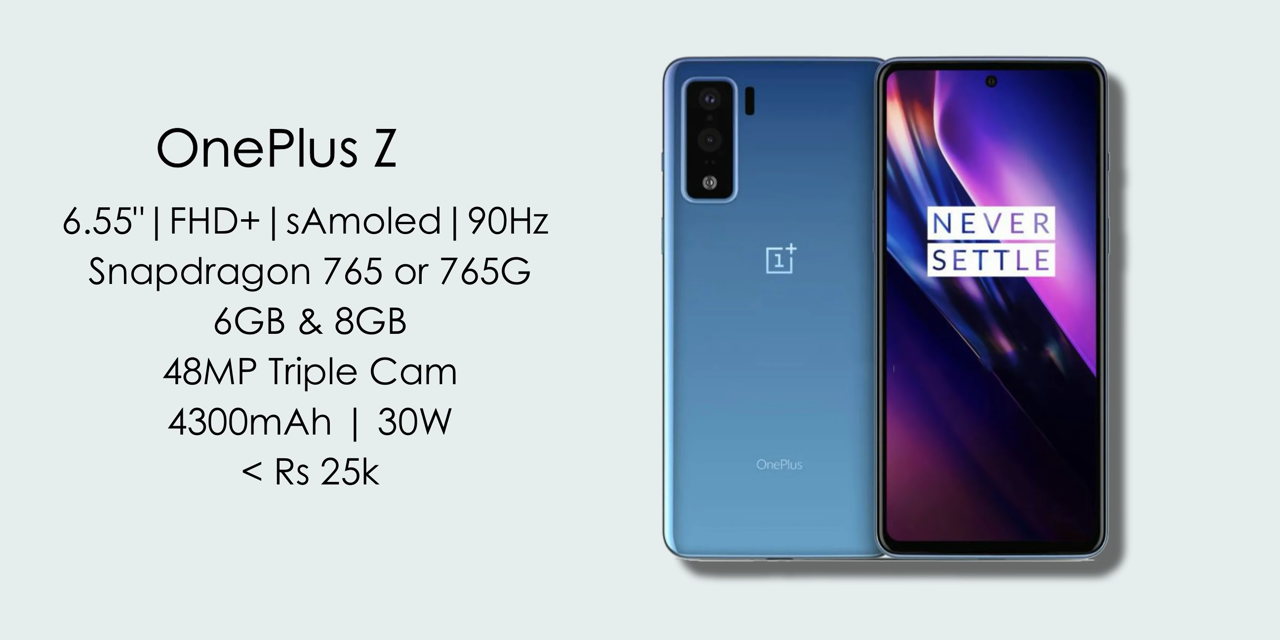 OnePlus Z
6.55"|FHD+|sAmoled|90Hz
Snapdragon 765 or 765G
6GB & 8GB
48MP Triple Cam
4300mAh | 30W
< Rs 25k
1+
OnePlus
NEVER
SETTLE